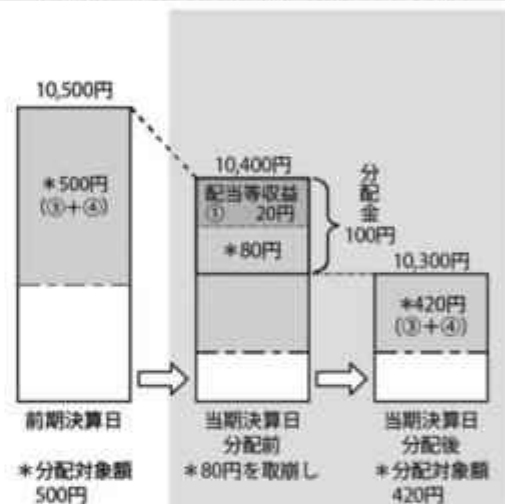 10,500円
*500円
(③+④)
前期決算日
*分配対象額
500円
10,400円
配当等収益
① 20円
*80円
分配金
100円
当期決算日
分配前
*80円を取崩し
10,300円
*420円
(③+④)
当期決算日
分配後
*分配対象額
420円